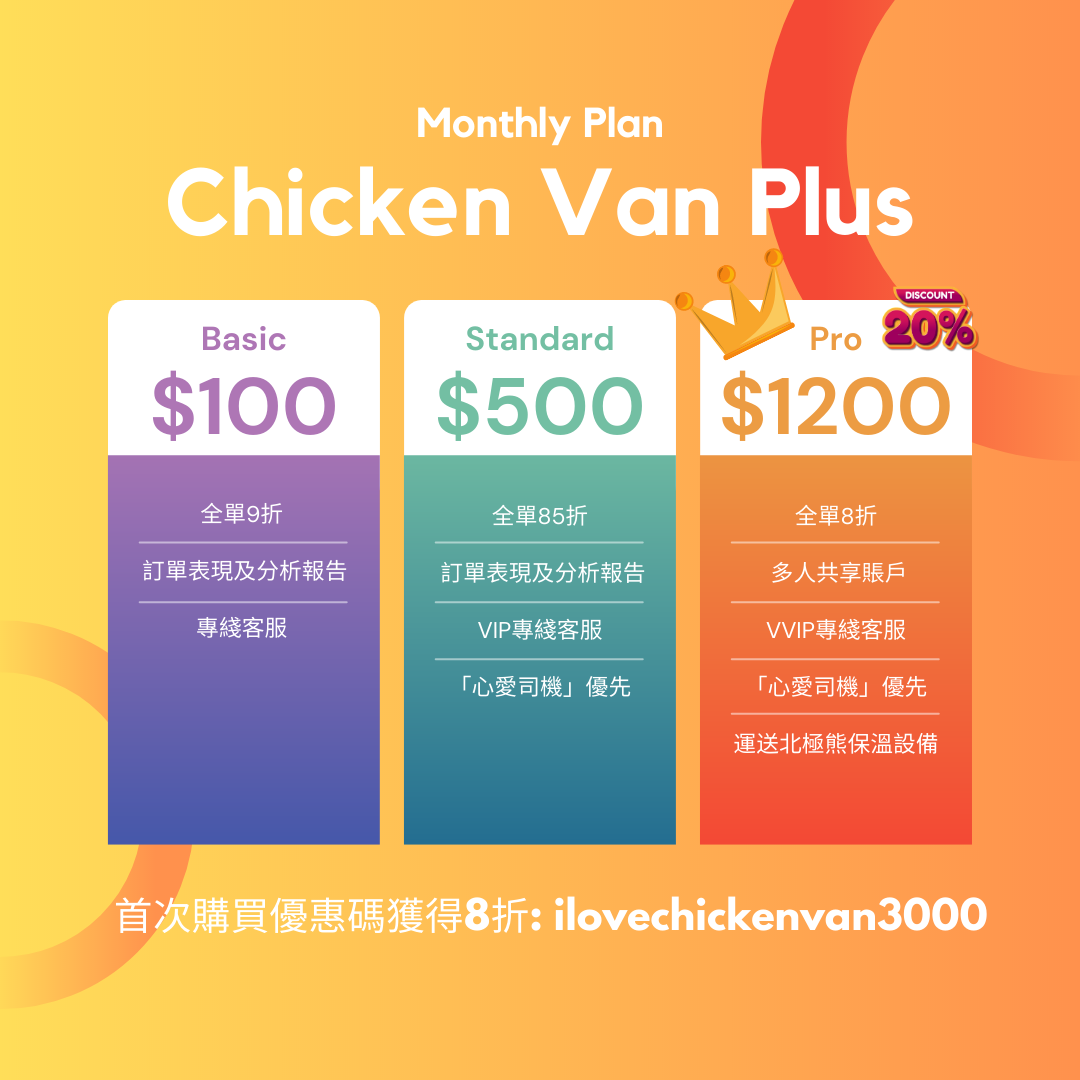 Monthly Plan
Chicken Van Plus
Basic
$100
全單9折
訂單表現及分析報告
專綫客服
Standard
$500
全單85折
訂單表現及分析報告
VIP專綫客服
「心愛司機」優先
Pro
DISCOUNT
20%
$1200
全單8折
多人共享賬戶
VVIP專綫客服
「心愛司機」優先
運送北極熊保溫設備
首次購買優惠碼獲得8折: ilovechickenvan3000